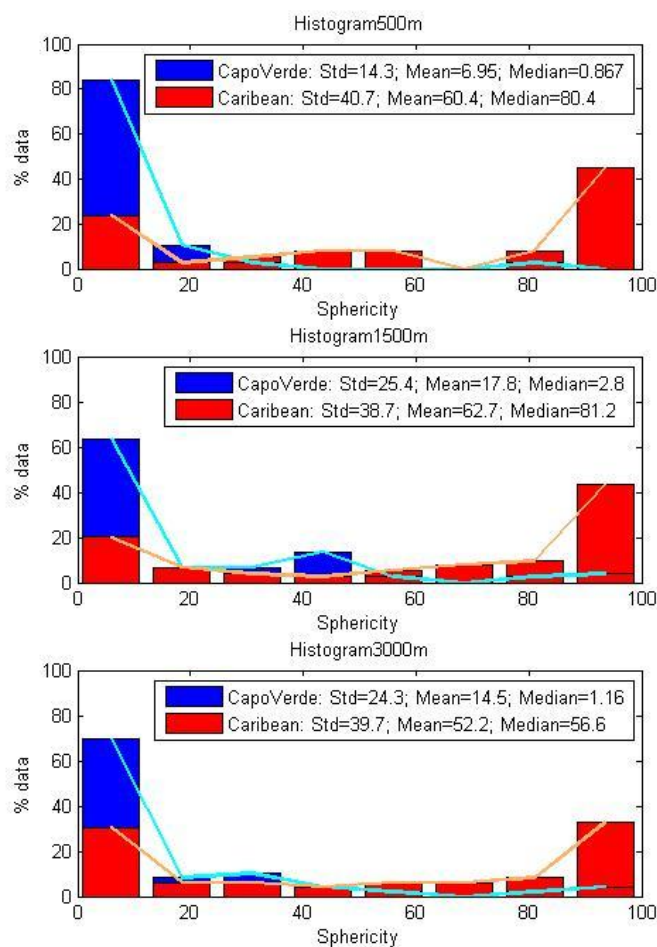 Histogram500m
100
80
60
40
20
0
% data
CapoVerde: Std=14.3; Mean=6.95; Median=0.867
Caribean: Std=40.7; Mean=60.4; Median=80.4
0 20 40 60 80 100
Sphericity
Histogram1500m
100
80
60
40
20
0
% data
CapoVerde: Std=25.4; Mean=17.8; Median=2.8
Caribean: Std=38.7; Mean=62.7; Median=81.2
0 20 40 60 80 100
Sphericity
Histogram3000m
100
80
60
40
20
0
% data
CapoVerde: Std=24.3; Mean=14.5; Median=1.16
Caribean: Std=39.7; Mean=52.2; Median=56.6
0 20 40 60 80 100
Sphericity